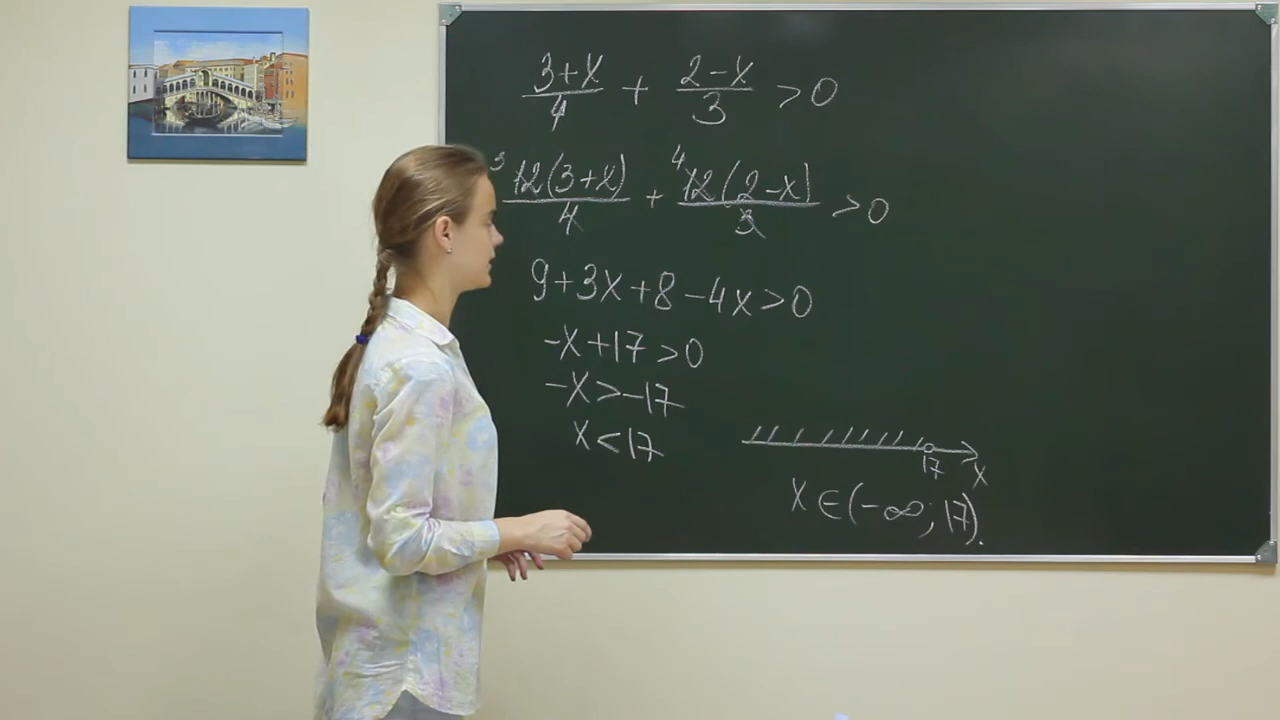 3+x/4 + 2-x/3 >0
3 12(3+x)/4 + 4 12(2-x)/3 >0
9+3x+8-4x>0
-x+17>0
-x>-17
x<17
17 x
x∈(-∞;17).